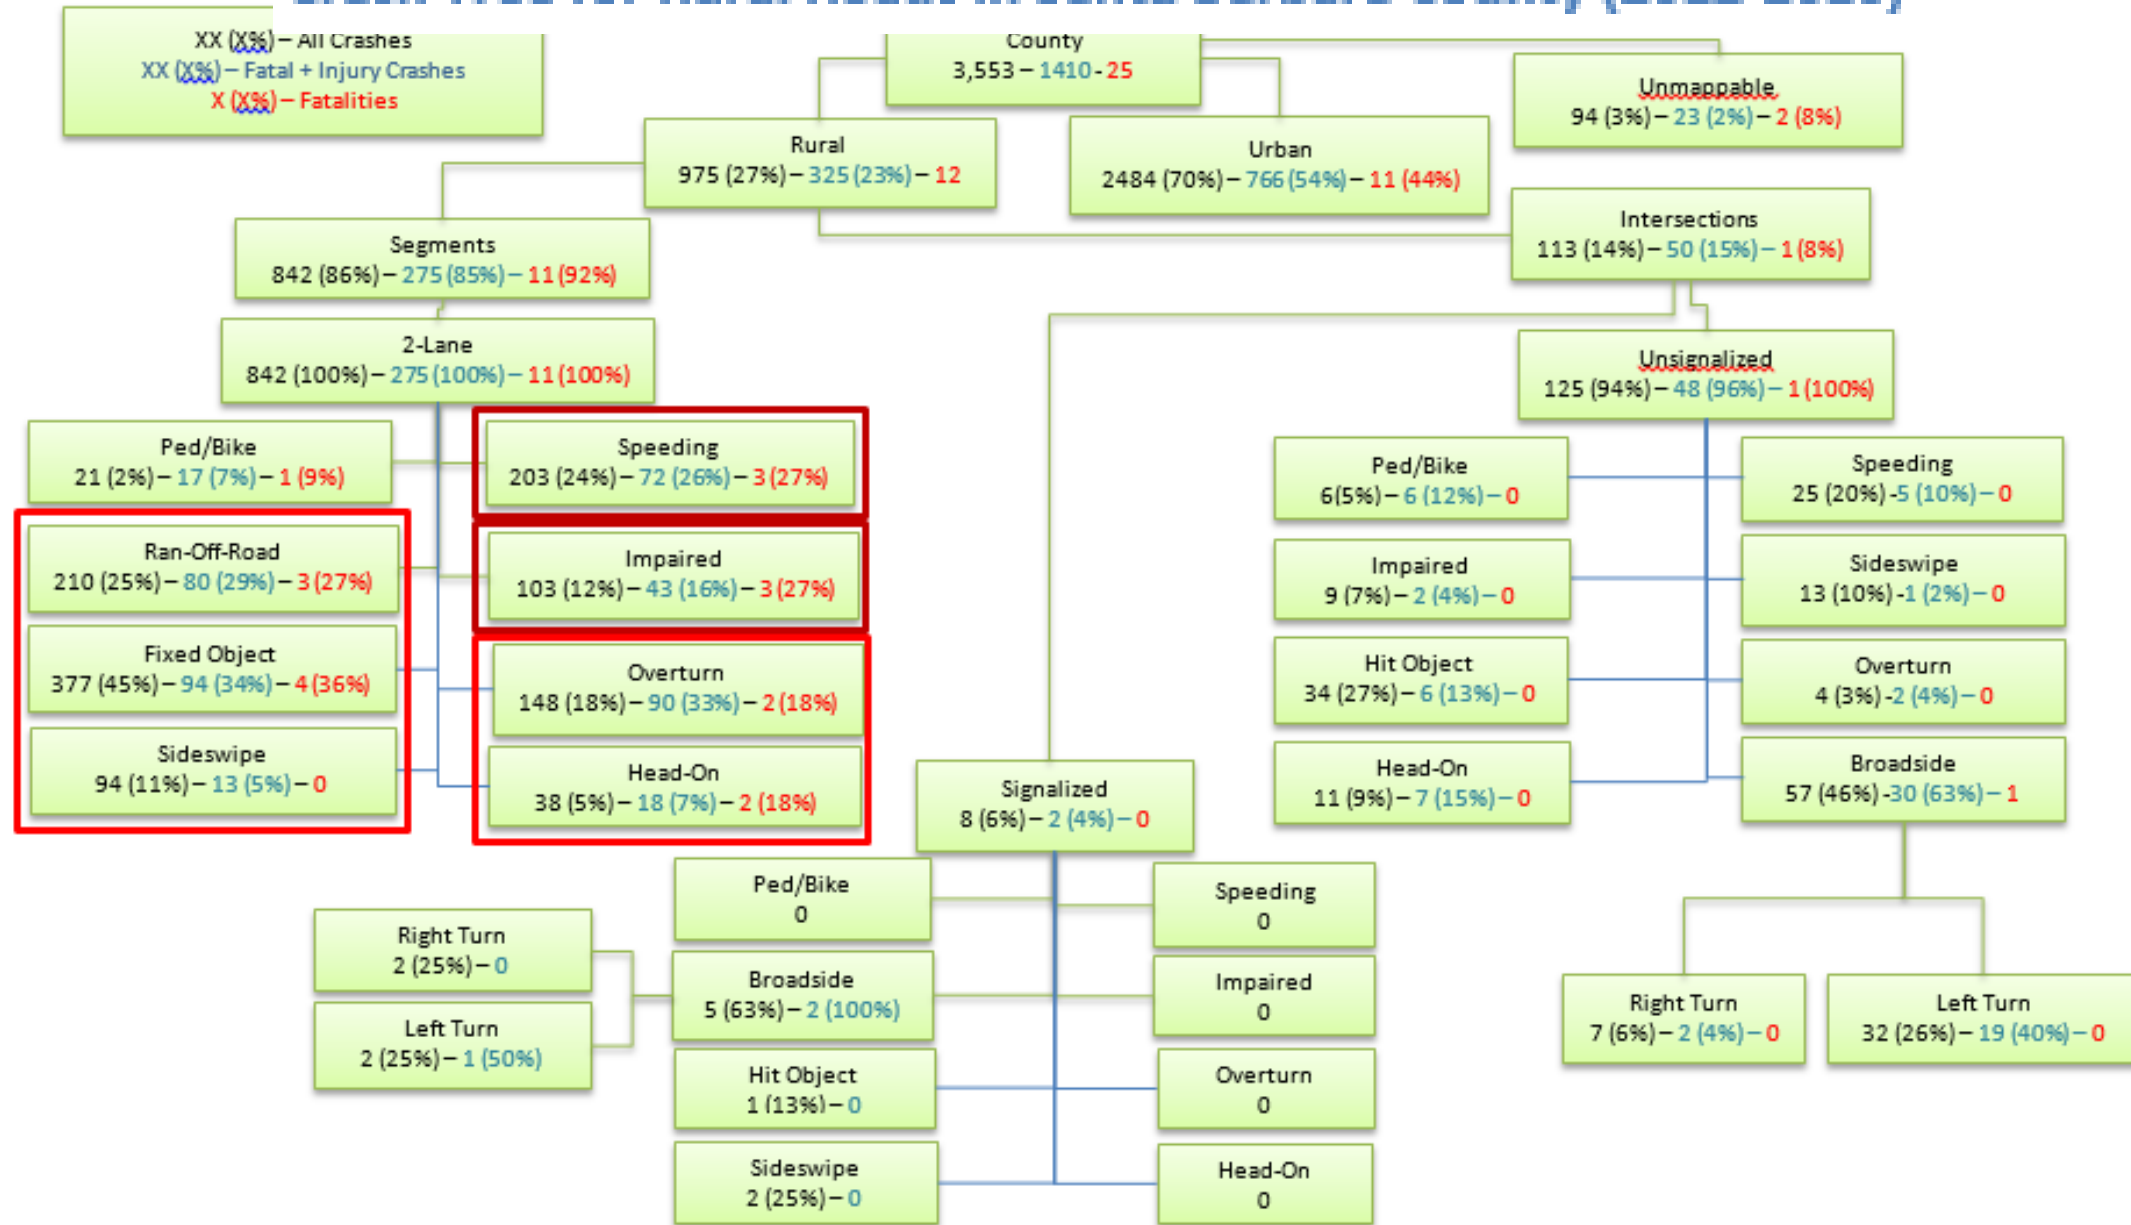 XX (X%) – All Crashes
XX (X%) – Fatal + Injury Crashes
X (X%) – Fatalities
County
3,553 – 1410 - 25
Unmappable
94 (3%) – 23 (2%) – 2 (8%)
Rural
975 (27%) – 325 (23%) – 12
Urban
2484 (70%) – 766 (54%) – 11 (44%)
Intersections
113 (14%) – 50 (15%) – 1 (8%)
Segments
842 (86%) – 275 (85%) – 11 (92%)
2-Lane
842 (100%) – 275 (100%) – 11 (100%)
Unsignalized
125 (94%) – 48 (96%) – 1 (100%)
Ped/Bike
21 (2%) – 17 (7%) – 1 (9%)
Speeding
203 (24%) – 72 (26%) – 3 (27%)
Ran-Off-Road
210 (25%) – 80 (29%) – 3 (27%)
Impaired
103 (12%) – 43 (16%) – 3 (27%)
Fixed Object
377 (45%) – 94 (34%) – 4 (36%)
Overturn
148 (18%) – 90 (33%) – 2 (18%)
Sideswipe
94 (11%) – 13 (5%) – 0
Head-On
38 (5%) – 18 (7%) – 2 (18%)
Ped/Bike
6(5%) – 6 (12%) – 0
Speeding
25 (20%) -5 (10%) – 0
Impaired
9 (7%) – 2 (4%) – 0
Sideswipe
13 (10%) -1 (2%) – 0
Hit Object
34 (27%) – 6 (13%) – 0
Overturn
4 (3%) -2 (4%) – 0
Head-On
11 (9%) – 7 (15%) – 0
Broadside
57 (46%) -30 (63%) – 1
Signalized
8 (6%) – 2 (4%) – 0
Ped/Bike
0
Speeding
0
Right Turn
2 (25%) – 0
Broadside
5 (63%) – 2 (100%)
Impaired
0
Left Turn
2 (25%) – 1 (50%)
Hit Object
1 (13%) – 0
Overturn
0
Sideswipe
2 (25%) – 0
Head-On
0
Right Turn
7 (6%) – 2 (4%) – 0
Left Turn
32 (26%) – 19 (40%) – 0